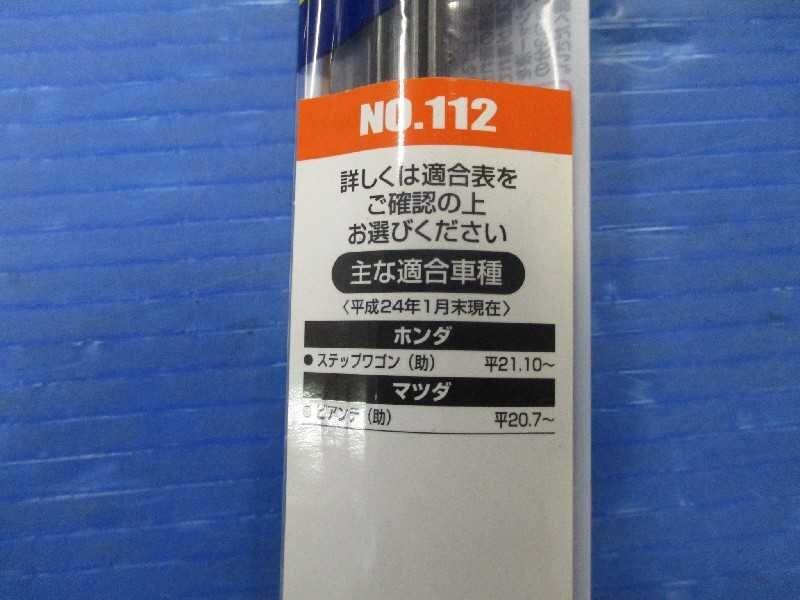 NO.112
詳しくは適合表を
ご確認の上
お選びください
主な適合車種
〈平成24年1月末現在〉
ホンダ
●ステップワゴン（助） 平21.10〜
マツダ
●ビアンテ（助） 平20.7〜